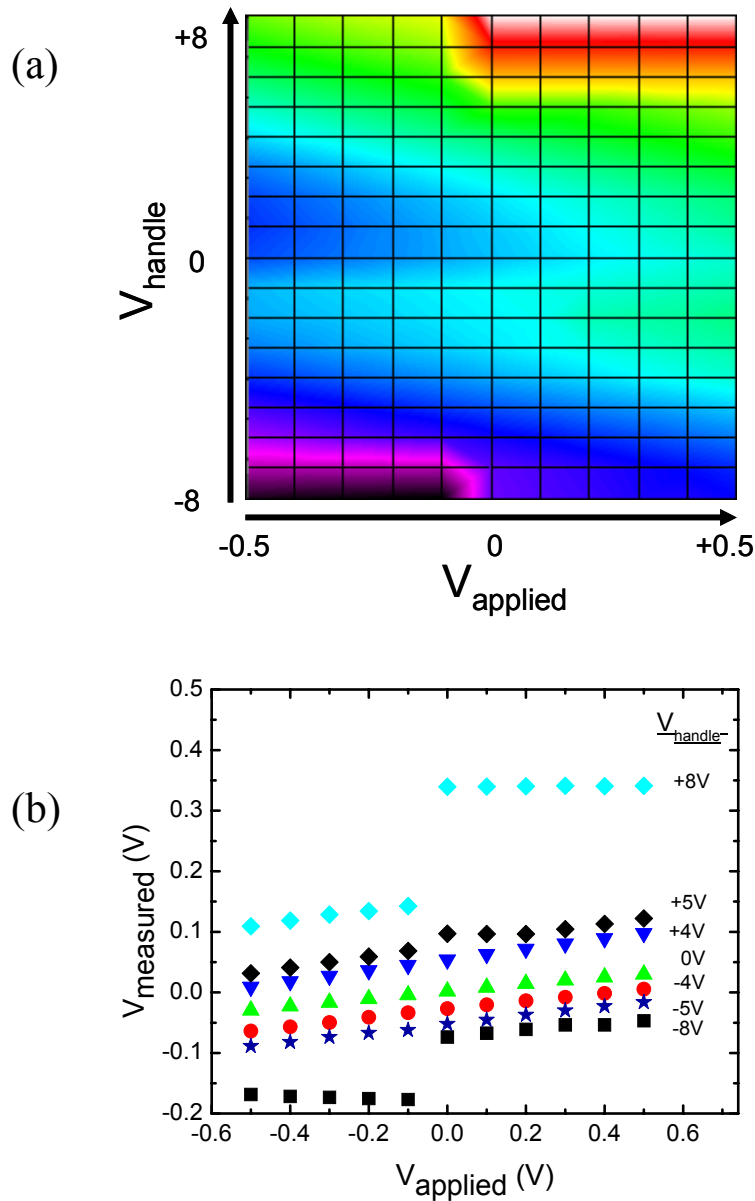 (a)
+8
0
-8
V_handle
-0.5 0 +0.5
V_applied
(b)
0.5
0.4
0.3
0.2
0.1
0.0
-0.1
-0.2
V_measured (V)
V_handle
+8V
+5V
+4V
0V
-4V
-5V
-8V
-0.6 -0.4 -0.2 0.0 0.2 0.4 0.6
V_applied (V)